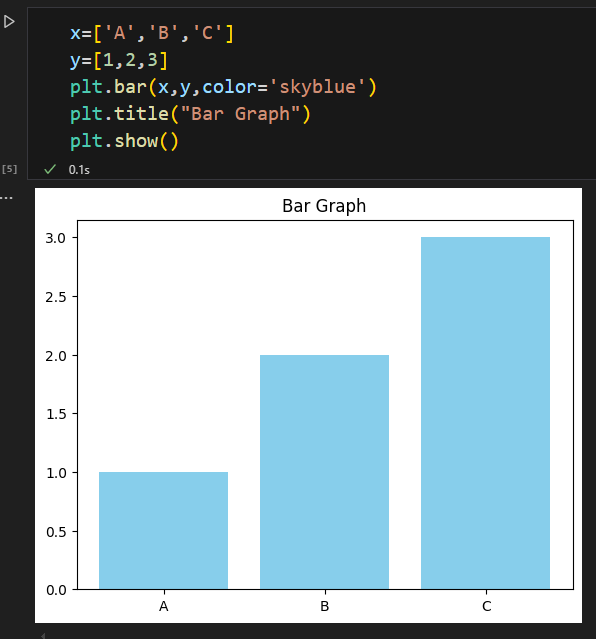 x=['A','B','C']
y=[1,2,3]
plt.bar(x,y,color='skyblue')
plt.title("Bar Graph")
plt.show()
[5]
0.1s
...
Bar Graph
3.0
2.5
2.0
1.5
1.0
0.5
0.0
A B C